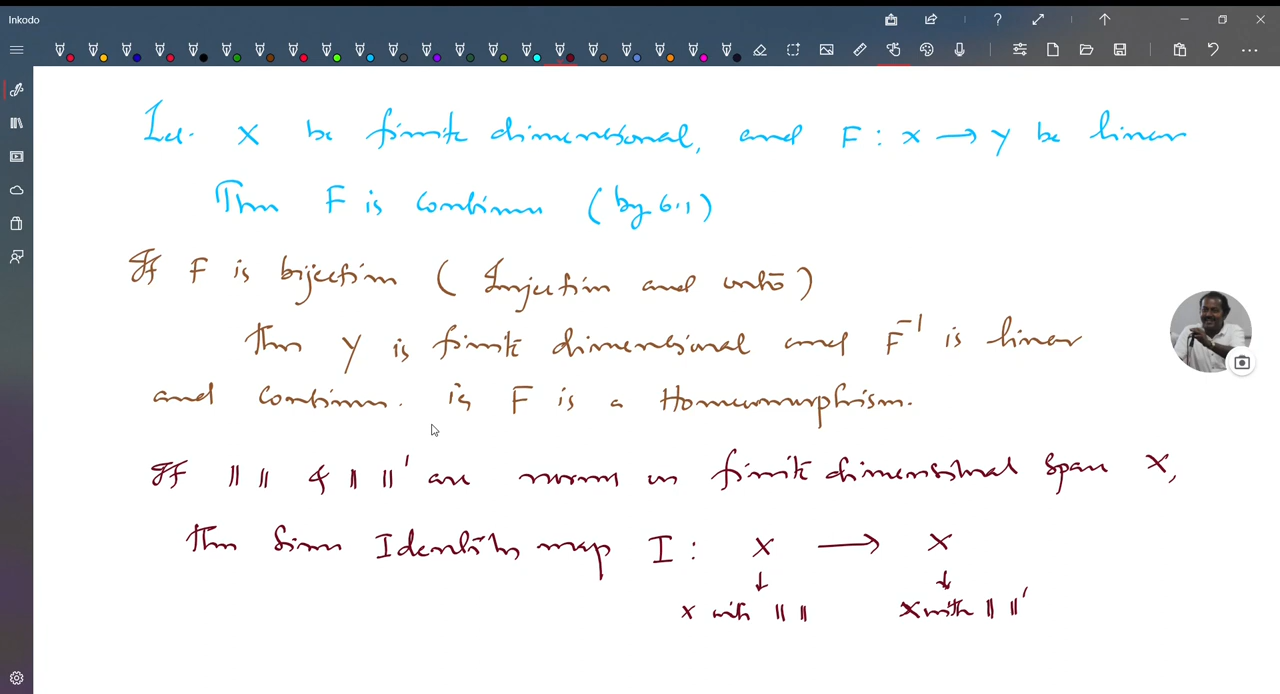 Inkodo
Let X be finite dimensional, and F : X → Y be linear
Then F is continuous (by 6.1)
If F is bijection ( Injection and onto )
Then Y is finite dimensional and F⁻¹ is linear
and continuous. ie F is a Homeomorphism.
If || || & || ||' are norms on finite dimensional space X,
then since Identity map I : X → X
↓ ↓
X with || || X with || ||'